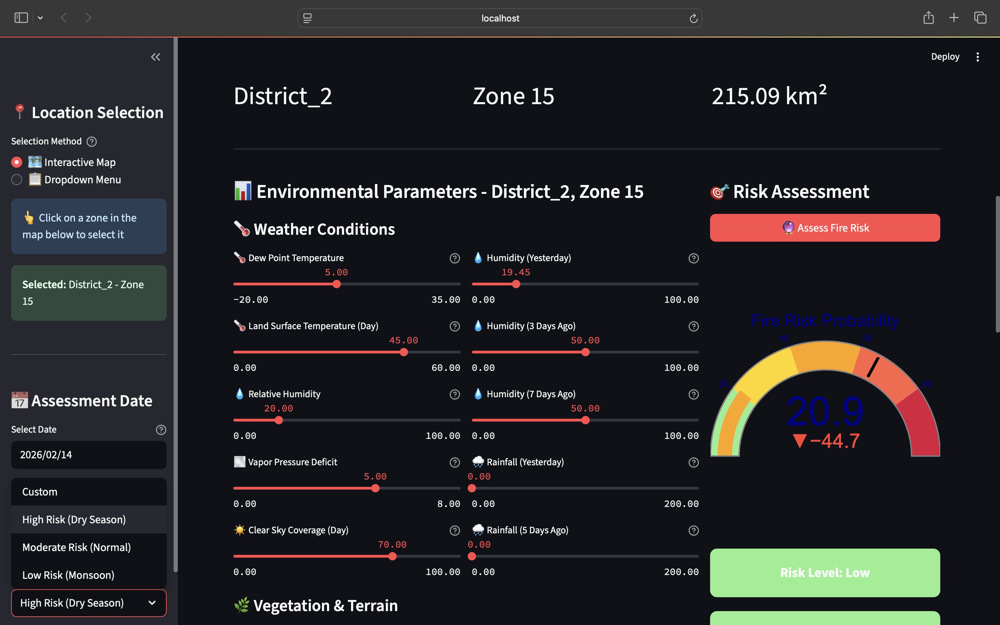 localhost
Deploy
Location Selection
Selection Method
Interactive Map
Dropdown Menu
Click on a zone in the
map below to select it
Selected: District_2 - Zone
15
JUL
17
Assessment Date
Select Date
2026/02/14
Custom
High Risk (Dry Season)
Moderate Risk (Normal)
Low Risk (Monsoon)
High Risk (Dry Season)
District_2
Zone 15
215.09 km²
Environmental Parameters - District_2, Zone 15
Weather Conditions
Dew Point Temperature
5.00
−20.00 35.00
Land Surface Temperature (Day)
45.00
0.00 60.00
Relative Humidity
20.00
0.00 100.00
Vapor Pressure Deficit
5.00
0.00 8.00
Clear Sky Coverage (Day)
70.00
0.00 100.00
Humidity (Yesterday)
19.45
0.00 100.00
Humidity (3 Days Ago)
50.00
0.00 100.00
Humidity (7 Days Ago)
50.00
0.00 100.00
Rainfall (Yesterday)
0.00
0.00 200.00
Rainfall (5 Days Ago)
0.00
0.00 200.00
Vegetation & Terrain
Risk Assessment
Assess Fire Risk
Fire Risk Probability
40 60
20 80
20.9
▼−44.7
Risk Level: Low